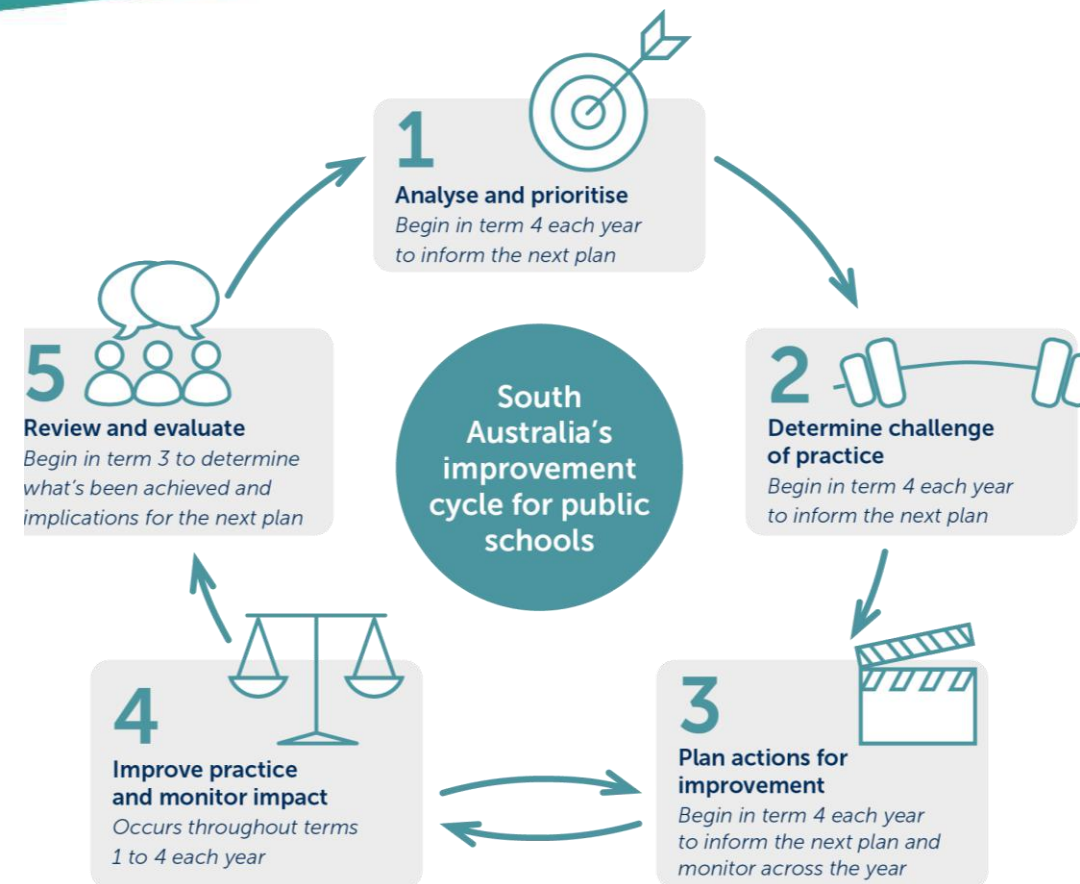 1
Analyse and prioritise
Begin in term 4 each year
to inform the next plan
2
Determine challenge
of practice
Begin in term 4 each year
to inform the next plan
3
Plan actions for
improvement
Begin in term 4 each year
to inform the next plan and
monitor across the year
4
Improve practice
and monitor impact
Occurs throughout terms
1 to 4 each year
5
Review and evaluate
Begin in term 3 to determine
what's been achieved and
implications for the next plan
South
Australia's
improvement
cycle for public
schools